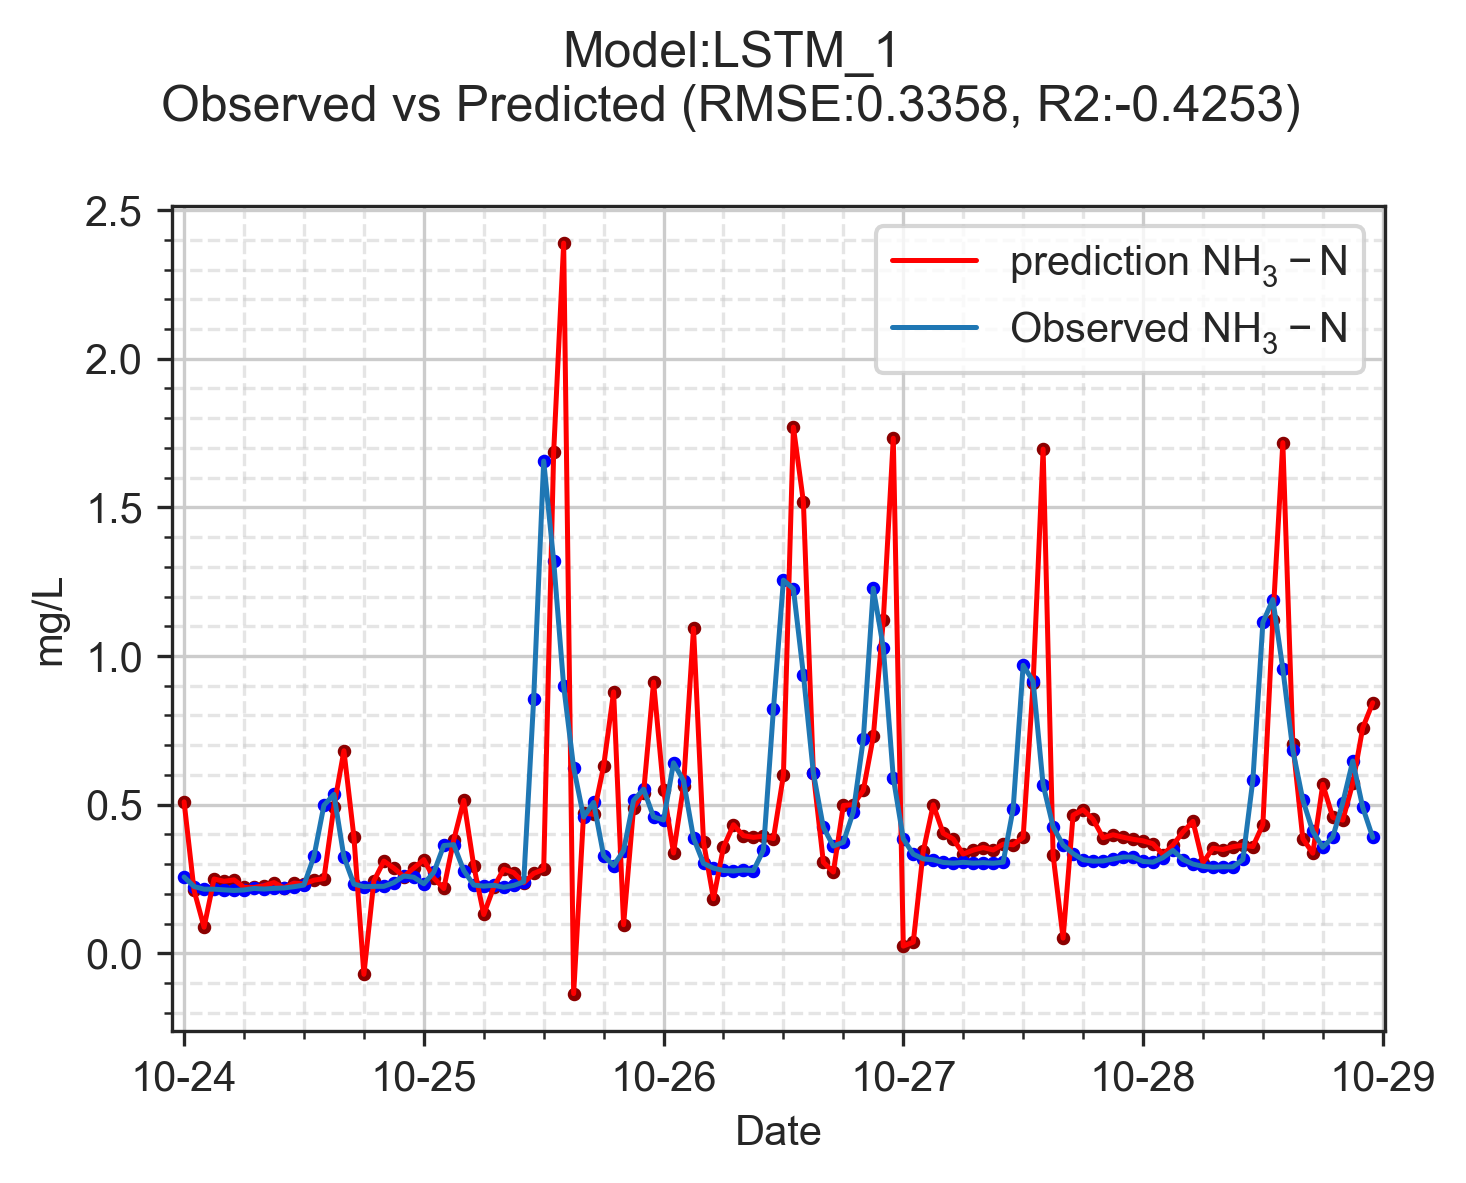 Model:LSTM_1
Observed vs Predicted (RMSE:0.3358, R2:-0.4253)
2.5
2.0
1.5
1.0
0.5
0.0
mg/L
prediction NH₃ − N
Observed NH₃ − N
10-24 10-25 10-26 10-27 10-28 10-29
Date